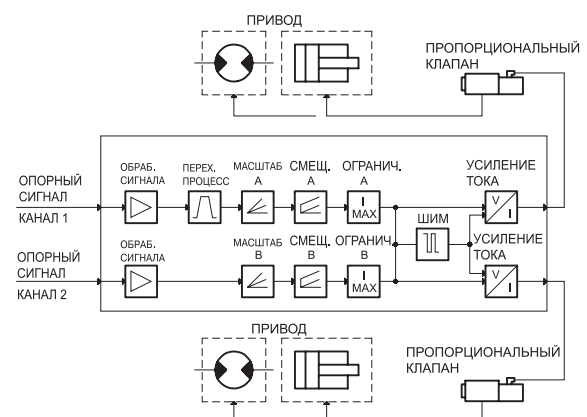 ПРИВОД
ПРОПОРЦИОНАЛЬНЫЙ
КЛАПАН
ОПОРНЫЙ
СИГНАЛ
КАНАЛ 1
ОБРАБ.
СИГНАЛА
ПЕРЕХ.
ПРОЦЕСС
МАСШТАБ
A
СМЕЩ.
A
ОГРАНИЧ.
A
I
MAX
УСИЛЕНИЕ
ТОКА
V
I
ШИМ
ОПОРНЫЙ
СИГНАЛ
КАНАЛ 2
ОБРАБ.
СИГНАЛА
МАСШТАБ
B
СМЕЩ.
B
ОГРАНИЧ.
B
I
MAX
УСИЛЕНИЕ
ТОКА
V
I
ПРИВОД
ПРОПОРЦИОНАЛЬНЫЙ
КЛАПАН